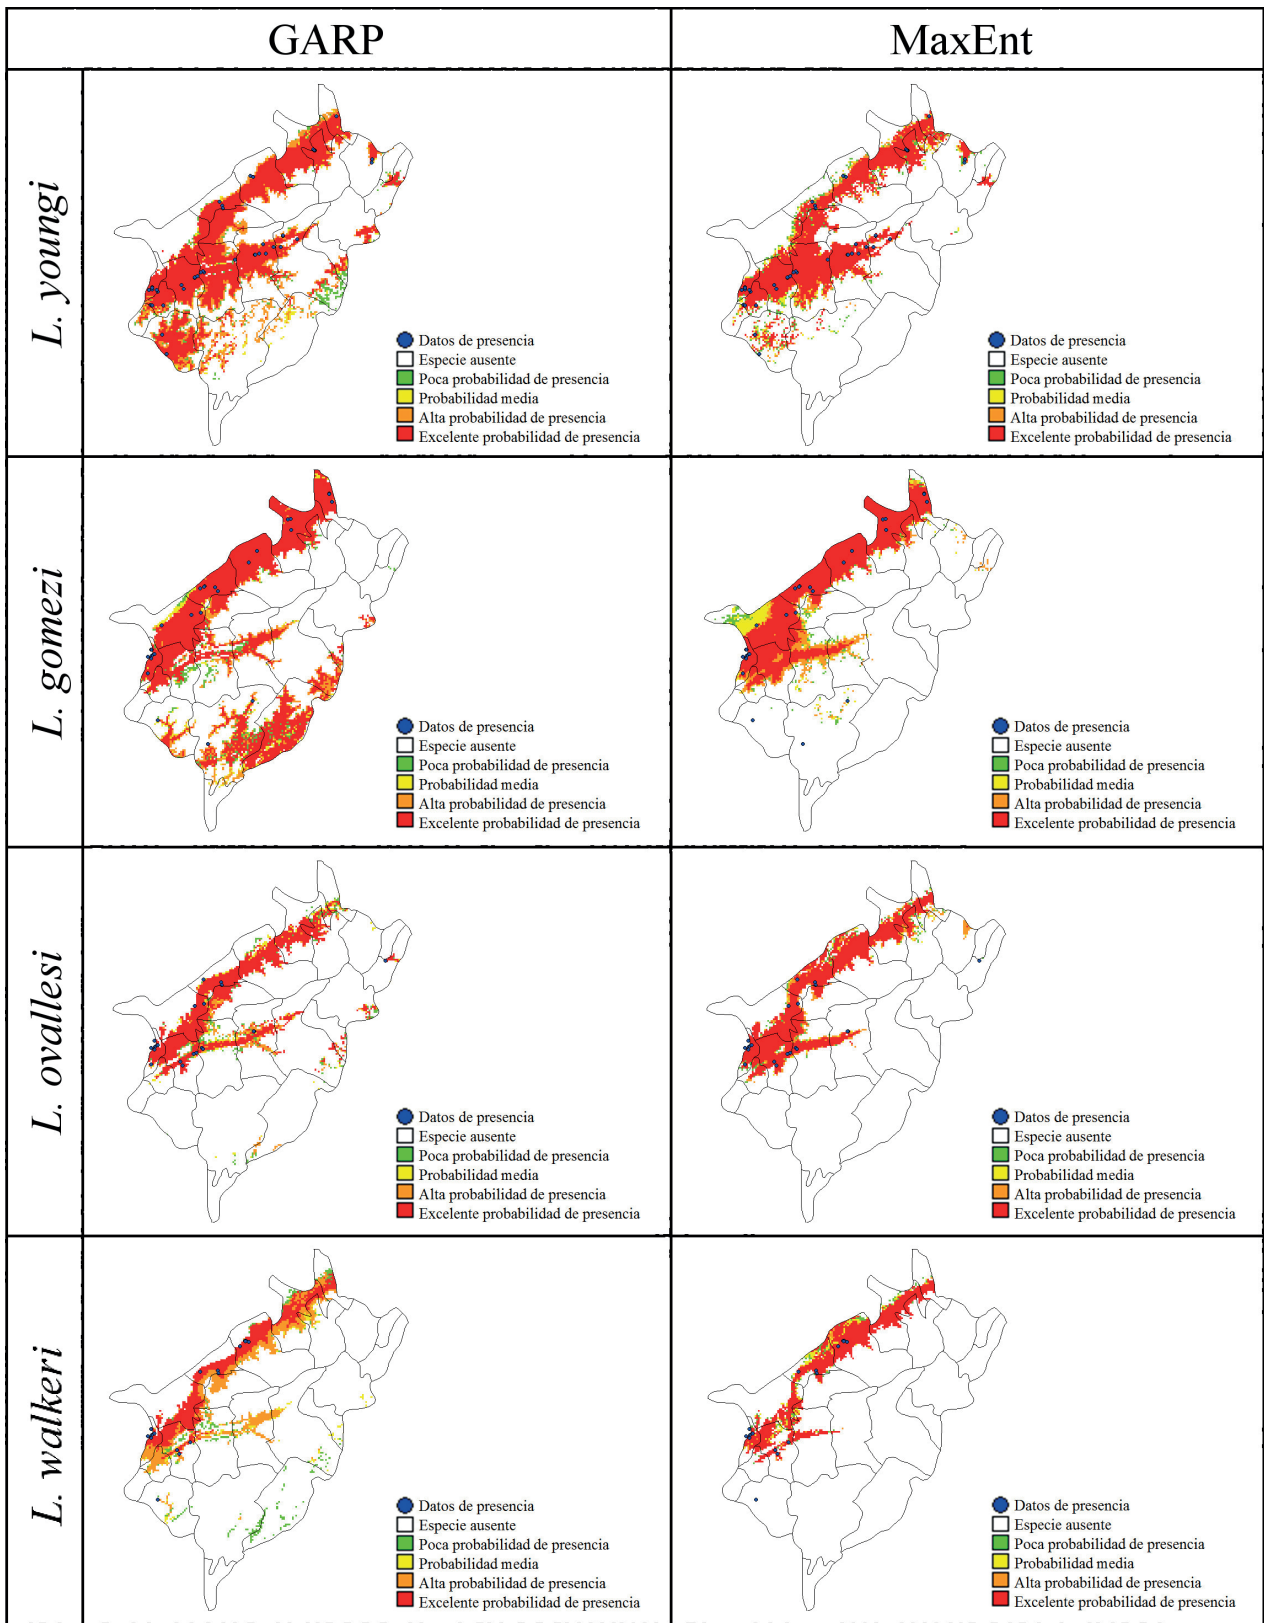 GARP
MaxEnt
L. youngi
Datos de presencia
Especie ausente
Poca probabilidad de presencia
Probabilidad media
Alta probabilidad de presencia
Excelente probabilidad de presencia
Datos de presencia
Especie ausente
Poca probabilidad de presencia
Probabilidad media
Alta probabilidad de presencia
Excelente probabilidad de presencia
L. gomezi
Datos de presencia
Especie ausente
Poca probabilidad de presencia
Probabilidad media
Alta probabilidad de presencia
Excelente probabilidad de presencia
Datos de presencia
Especie ausente
Poca probabilidad de presencia
Probabilidad media
Alta probabilidad de presencia
Excelente probabilidad de presencia
L. ovallesi
Datos de presencia
Especie ausente
Poca probabilidad de presencia
Probabilidad media
Alta probabilidad de presencia
Excelente probabilidad de presencia
Datos de presencia
Especie ausente
Poca probabilidad de presencia
Probabilidad media
Alta probabilidad de presencia
Excelente probabilidad de presencia
L. walkeri
Datos de presencia
Especie ausente
Poca probabilidad de presencia
Probabilidad media
Alta probabilidad de presencia
Excelente probabilidad de presencia
Datos de presencia
Especie ausente
Poca probabilidad de presencia
Probabilidad media
Alta probabilidad de presencia
Excelente probabilidad de presencia